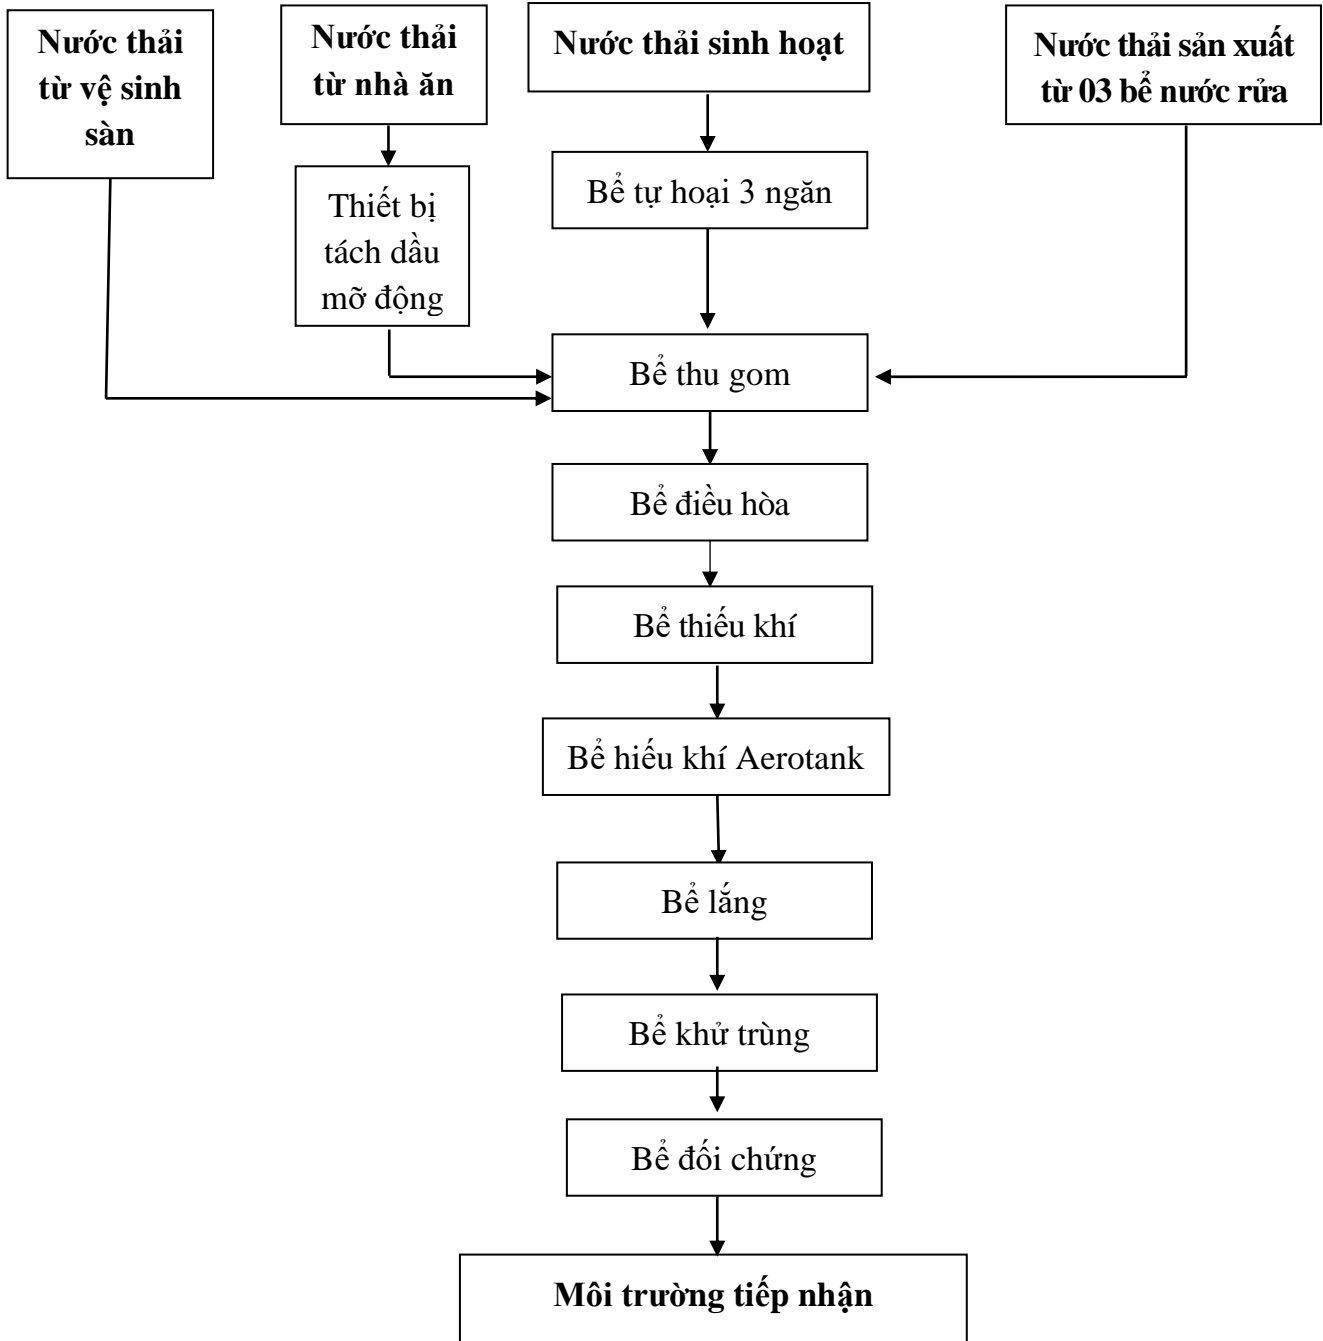 Nước thải
từ vệ sinh
sàn
Nước thải
từ nhà ăn
Nước thải sinh hoạt
Nước thải sản xuất
từ 03 bể nước rửa
Thiết bị
tách dầu
mỡ động
Bể tự hoại 3 ngăn
Bể thu gom
Bể điều hòa
Bể thiếu khí
Bể hiếu khí Aerotank
Bể lắng
Bể khử trùng
Bể đối chứng
Môi trường tiếp nhận